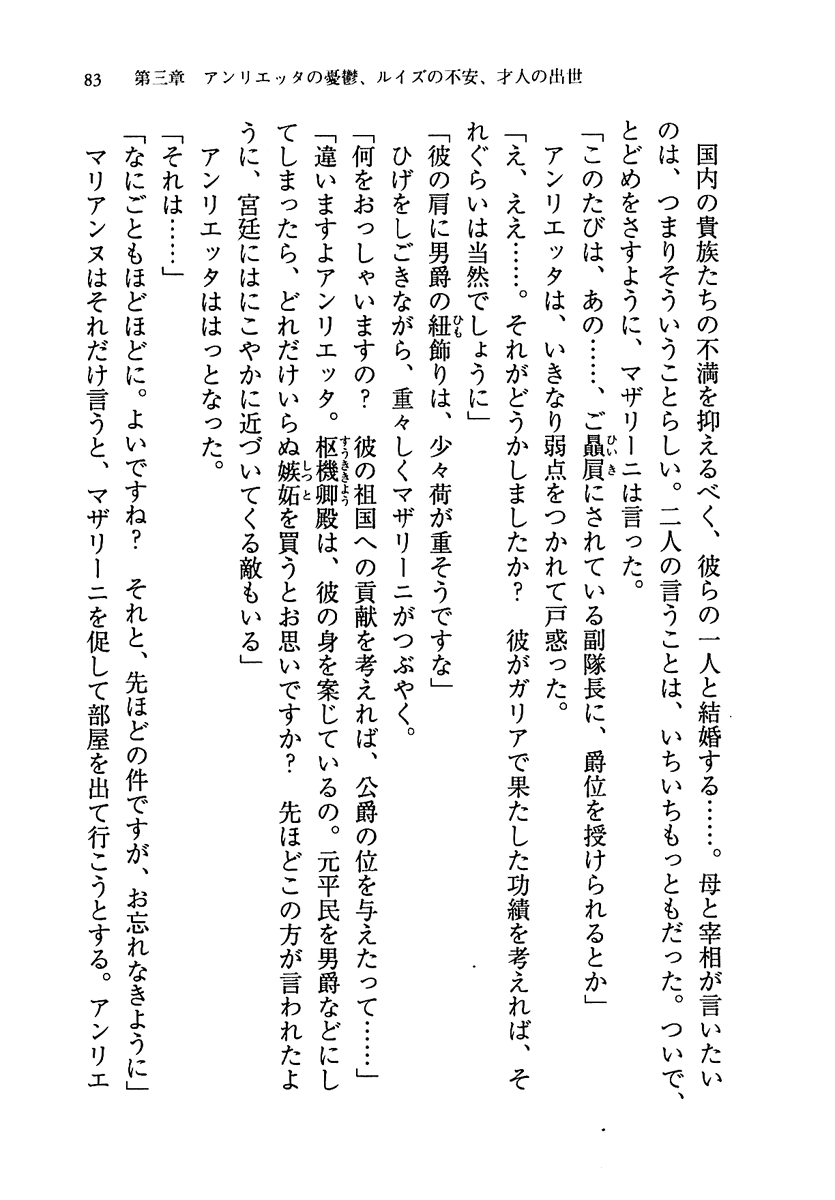 83　第三章　アンリエッタの憂鬱、ルイズの不安、才人の出世
　国内の貴族たちの不満を抑えるべく、彼らの一人と結婚する……。母と宰相が言いたい
のは、つまりそういうことらしい。二人の言うことは、いちいちもっともだった。ついで、
とどめをさすように、マザリーニは言った。
「このたびは、あの……、ご贔屓にされている副隊長に、爵位を授けられるとか」
　アンリエッタは、いきなり弱点をつかれて戸惑った。
「え、ええ……。それがどうかしましたか？　彼がガリアで果たした功績を考えれば、そ
れぐらいは当然でしょうに」
「彼の肩に男爵の紐飾りは、少々荷が重そうですな」
　ひげをしごきながら、重々しくマザリーニがつぶやく。
「何をおっしゃいますの？　彼の祖国への貢献を考えれば、公爵の位を与えたって……」
「違いますよアンリエッタ。枢機卿殿は、彼の身を案じているの。元平民を男爵などにし
てしまったら、どれだけいらぬ嫉妬を買うとお思いですか？　先ほどこの方が言われたよ
うに、宮廷にはにこやかに近づいてくる敵もいる」
　アンリエッタははっとなった。
「それは……」
「なにごともほどほどに。よいですね？　それと、先ほどの件ですが、お忘れなきように」
　マリアンヌはそれだけ言うと、マザリーニを促して部屋を出て行こうとする。アンリエ